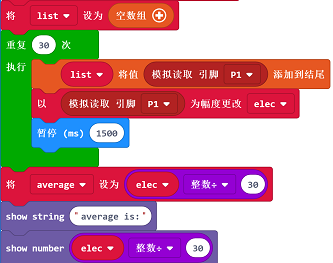 将 list 设为 空数组
重复 30 次
执行 list 将值 模拟读取 引脚 P1 添加到结尾
以 模拟读取 引脚 P1 为幅度更改 elec
暂停 (ms) 1500
将 average 设为 elec 整数÷ 30
show string "average is:"
show number elec 整数÷ 30